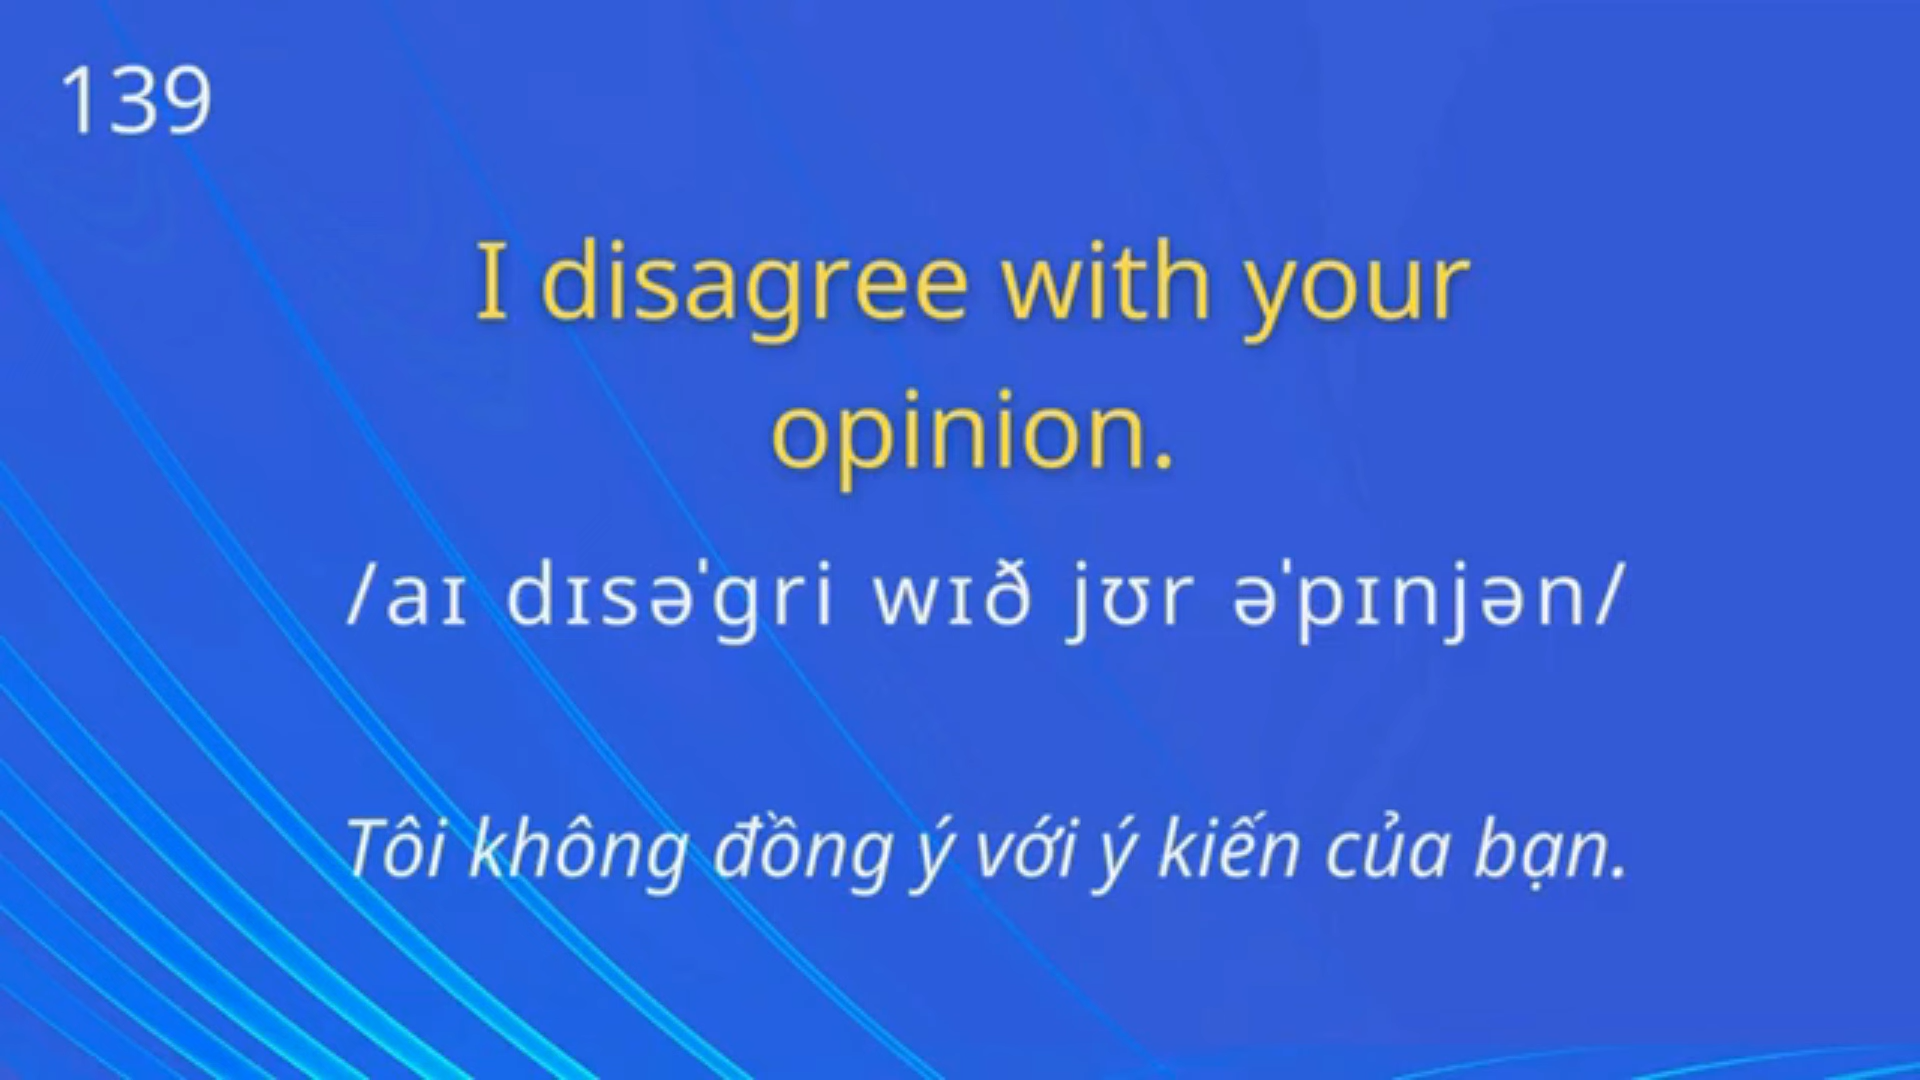 139
I disagree with your
opinion.
/aɪ dɪsəˈgri wɪð jʊr əˈpɪnjən/
Tôi không đồng ý với ý kiến của bạn.